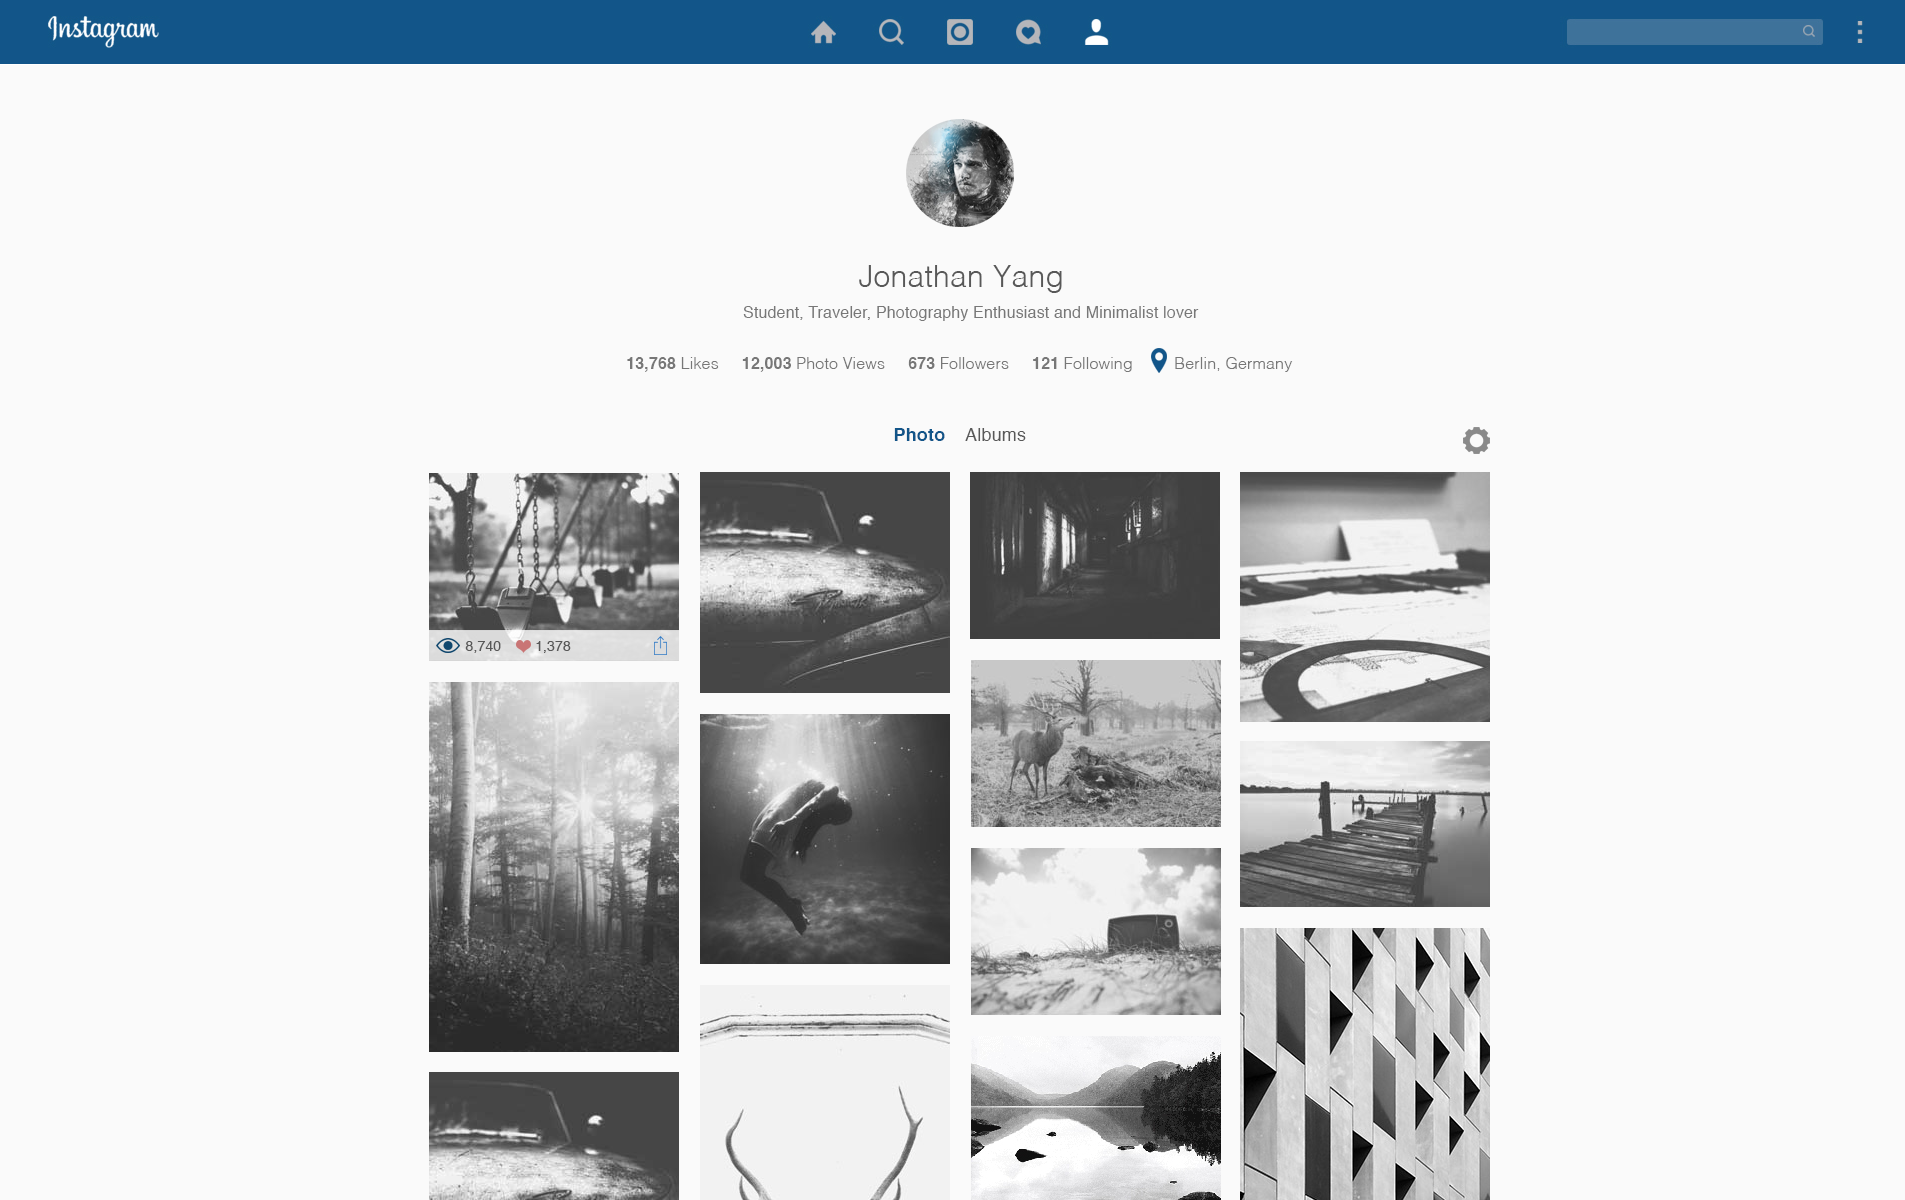 Instagram
Jonathan Yang
Student, Traveler, Photography Enthusiast and Minimalist lover
13,768 Likes 12,003 Photo Views 673 Followers 121 Following Berlin, Germany
Photo Albums
8,740 1,378